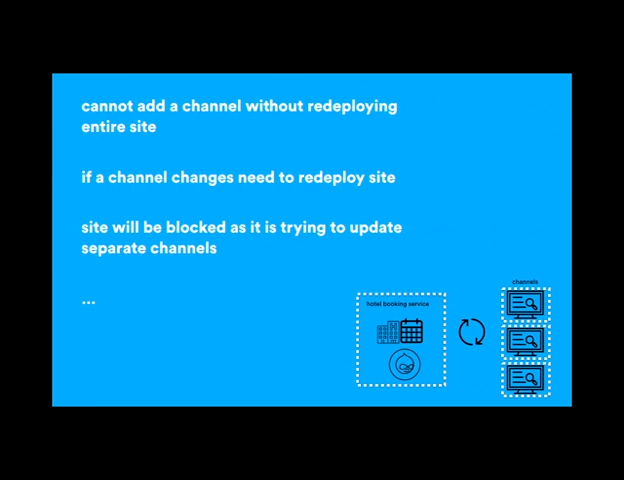 cannot add a channel without redeploying
entire site
if a channel changes need to redeploy site
site will be blocked as it is trying to update
separate channels
...
channels
hotel booking service